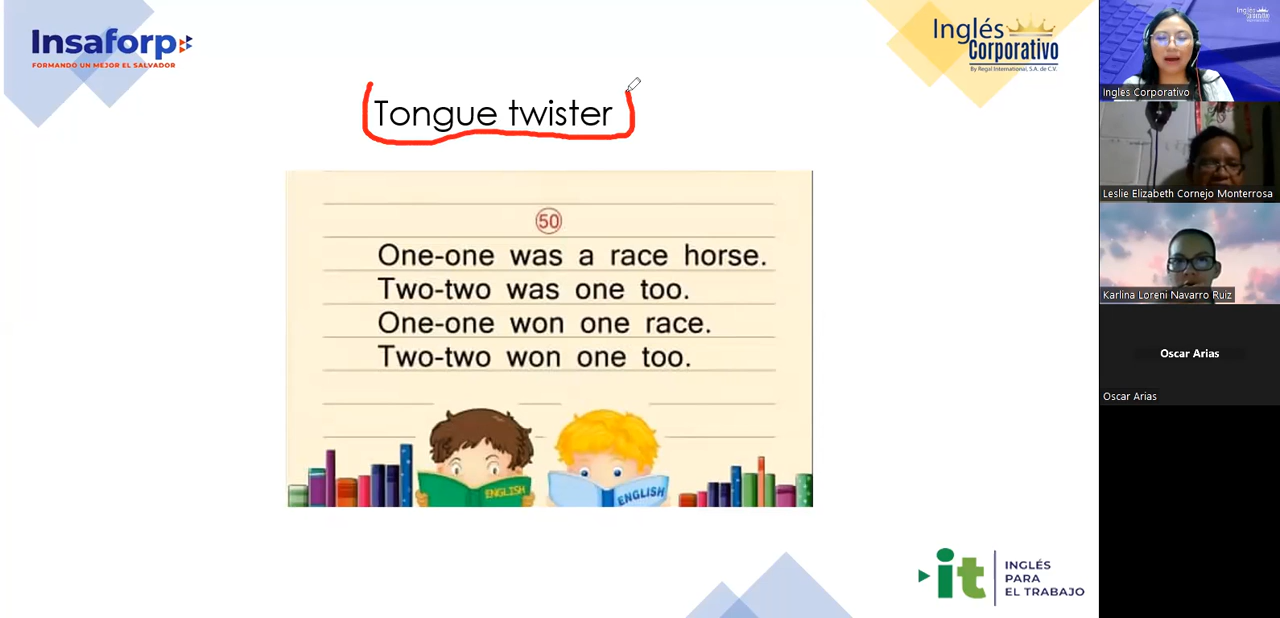 Insaforp
FORMANDO UN MEJOR EL SALVADOR
Inglés
Corporativo
By Regal International, S.A. de C.V.
Tongue twister
50
One-one was a race horse.
Two-two was one too.
One-one won one race.
Two-two won one too.
ENGLISH
ENGLISH
it
INGLÉS
PARA
EL TRABAJO
Inglés
Ingles Corporativo
Leslie Elizabeth Cornejo Monterrosa
Karlina Loreni Navarro Ruiz
Oscar Arias
Oscar Arias